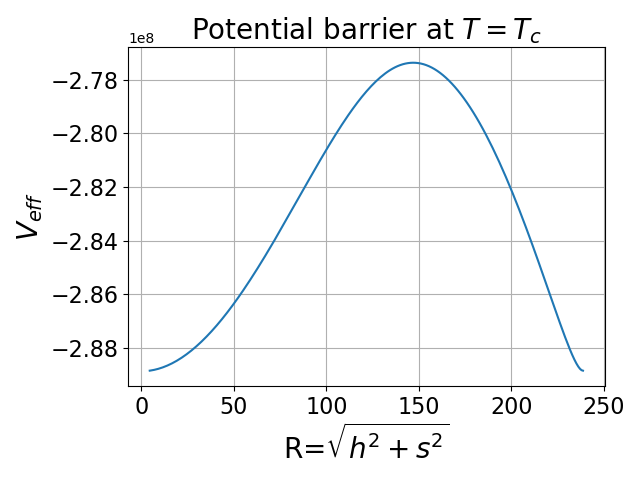 Potential barrier at $T = T_c$
1e8
−2.78
−2.80
−2.82
−2.84
−2.86
−2.88
$V_{eff}$
0 50 100 150 200 250
R=$\sqrt{h^2 + s^2}$